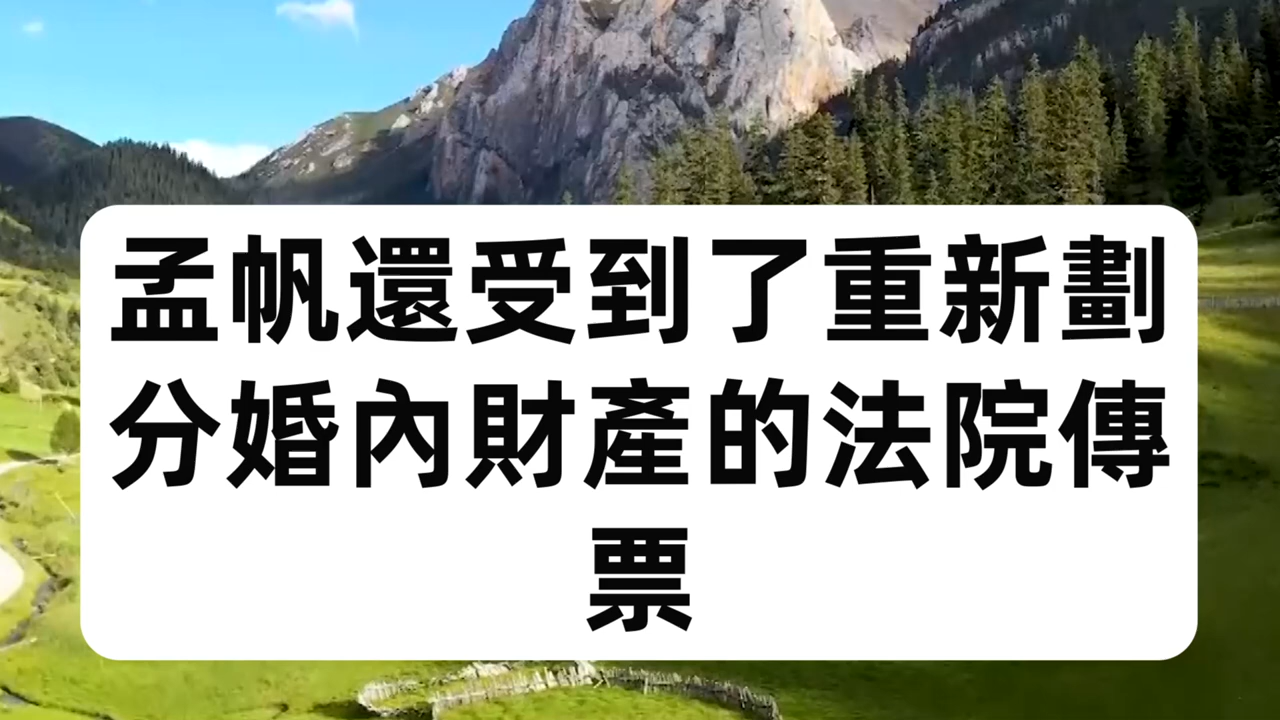 孟帆還受到了重新劃
分婚內財產的法院傳
票